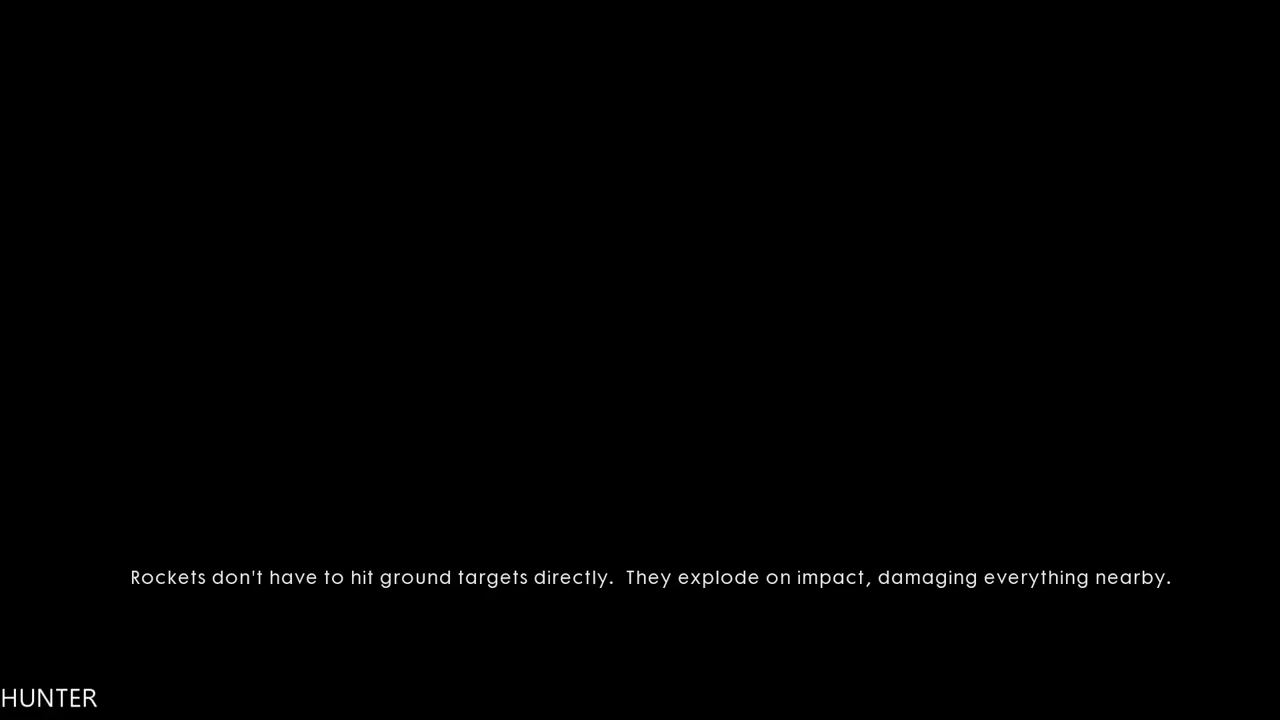 Rockets don't have to hit ground targets directly.  They explode on impact, damaging everything nearby.
HUNTER